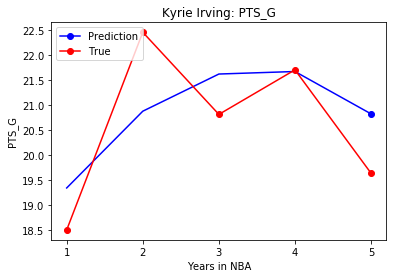 Kyrie Irving: PTS_G
Prediction
True
22.5
22.0
21.5
21.0
20.5
20.0
19.5
19.0
18.5
PTS_G
1 2 3 4 5
Years in NBA